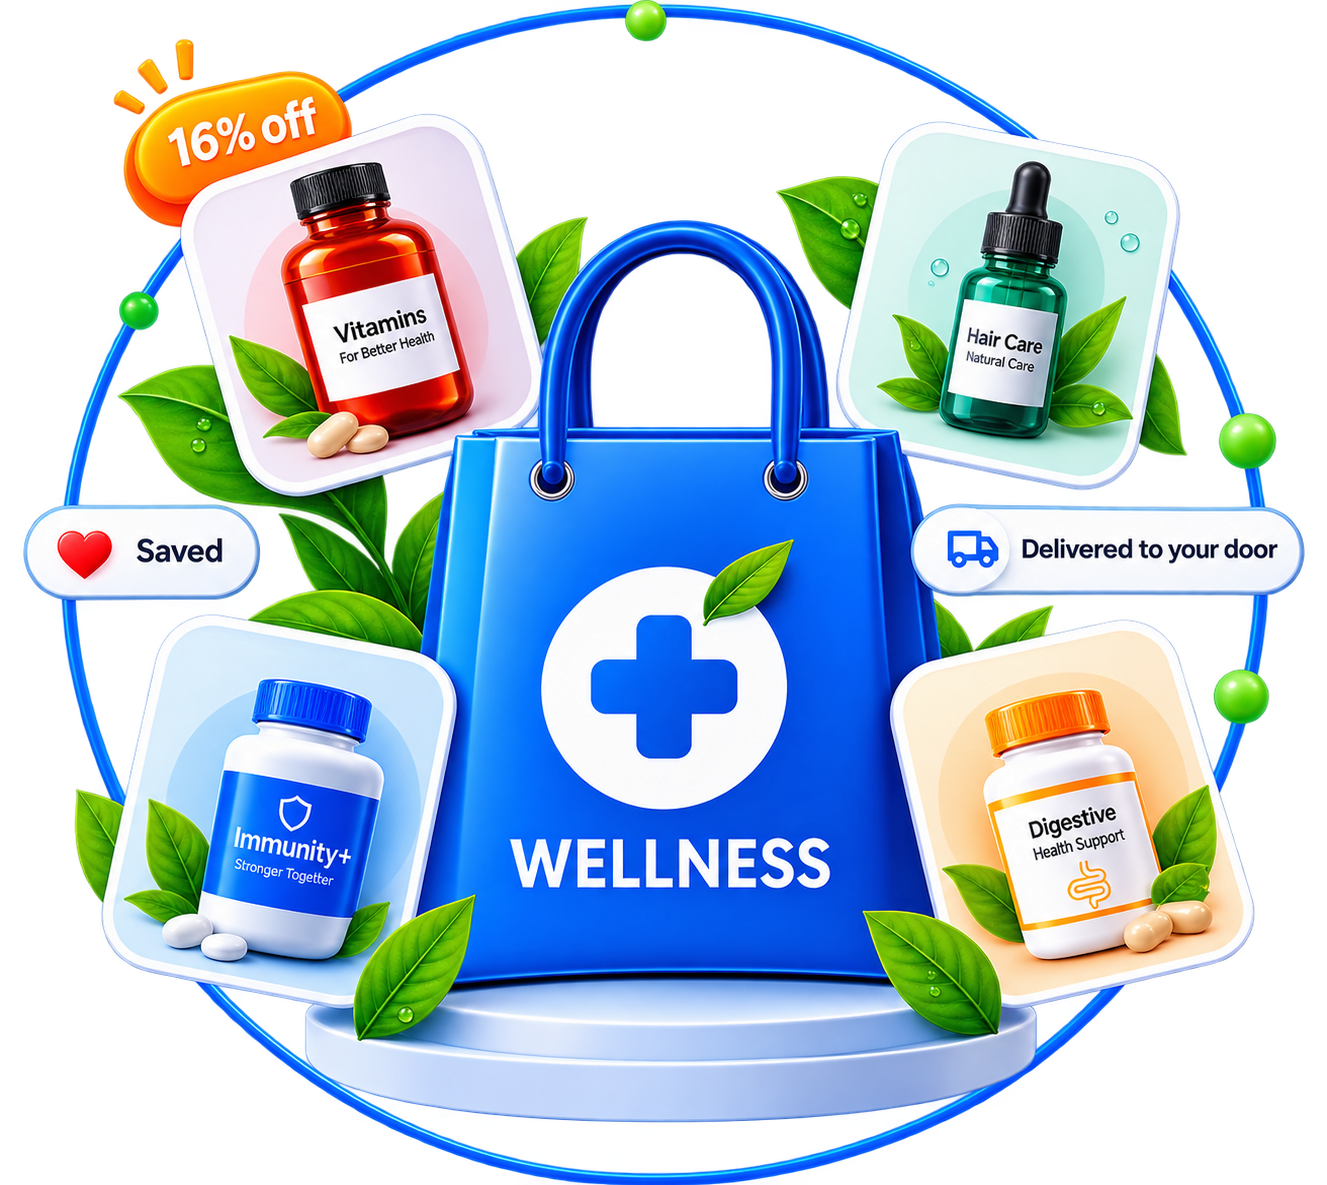 16% off
Vitamins
For Better Health
Hair Care
Natural Care
Saved
Delivered to your door
Immunity+
Stronger Togetter
WELLNESS
Digestive
Health Support